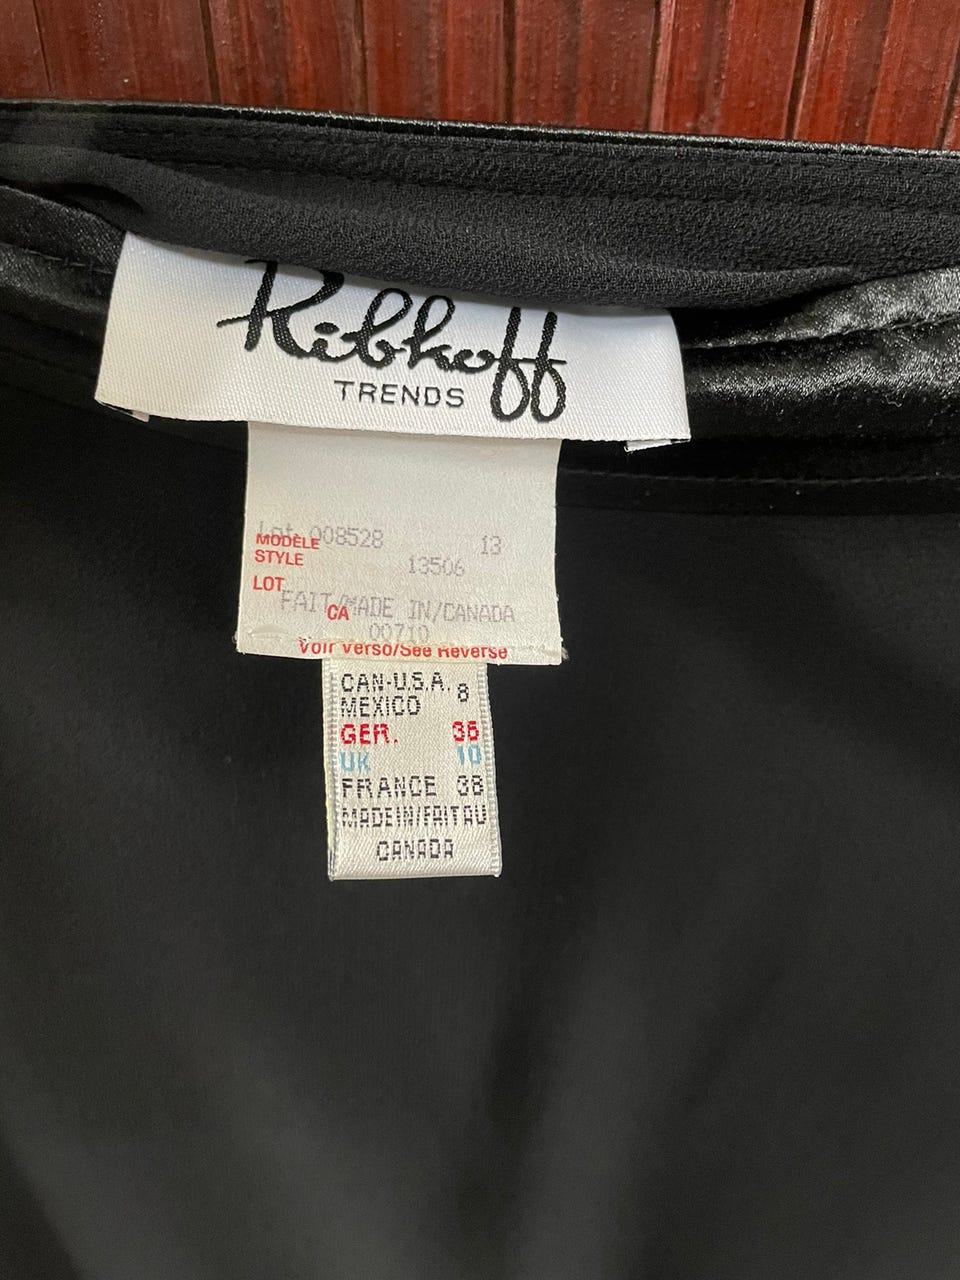 Ribkoff
TRENDS
Lot 008528 13
MODÈLE
STYLE 13506
LOT
FAIT/MADE IN/CANADA
CA
00710
Voir Verso/See Reverse
CAN-U.S.A. 8
MEXICO
GER. 36
UK 10
FRANCE 38
MADE IN/FAIT AU
CANADA